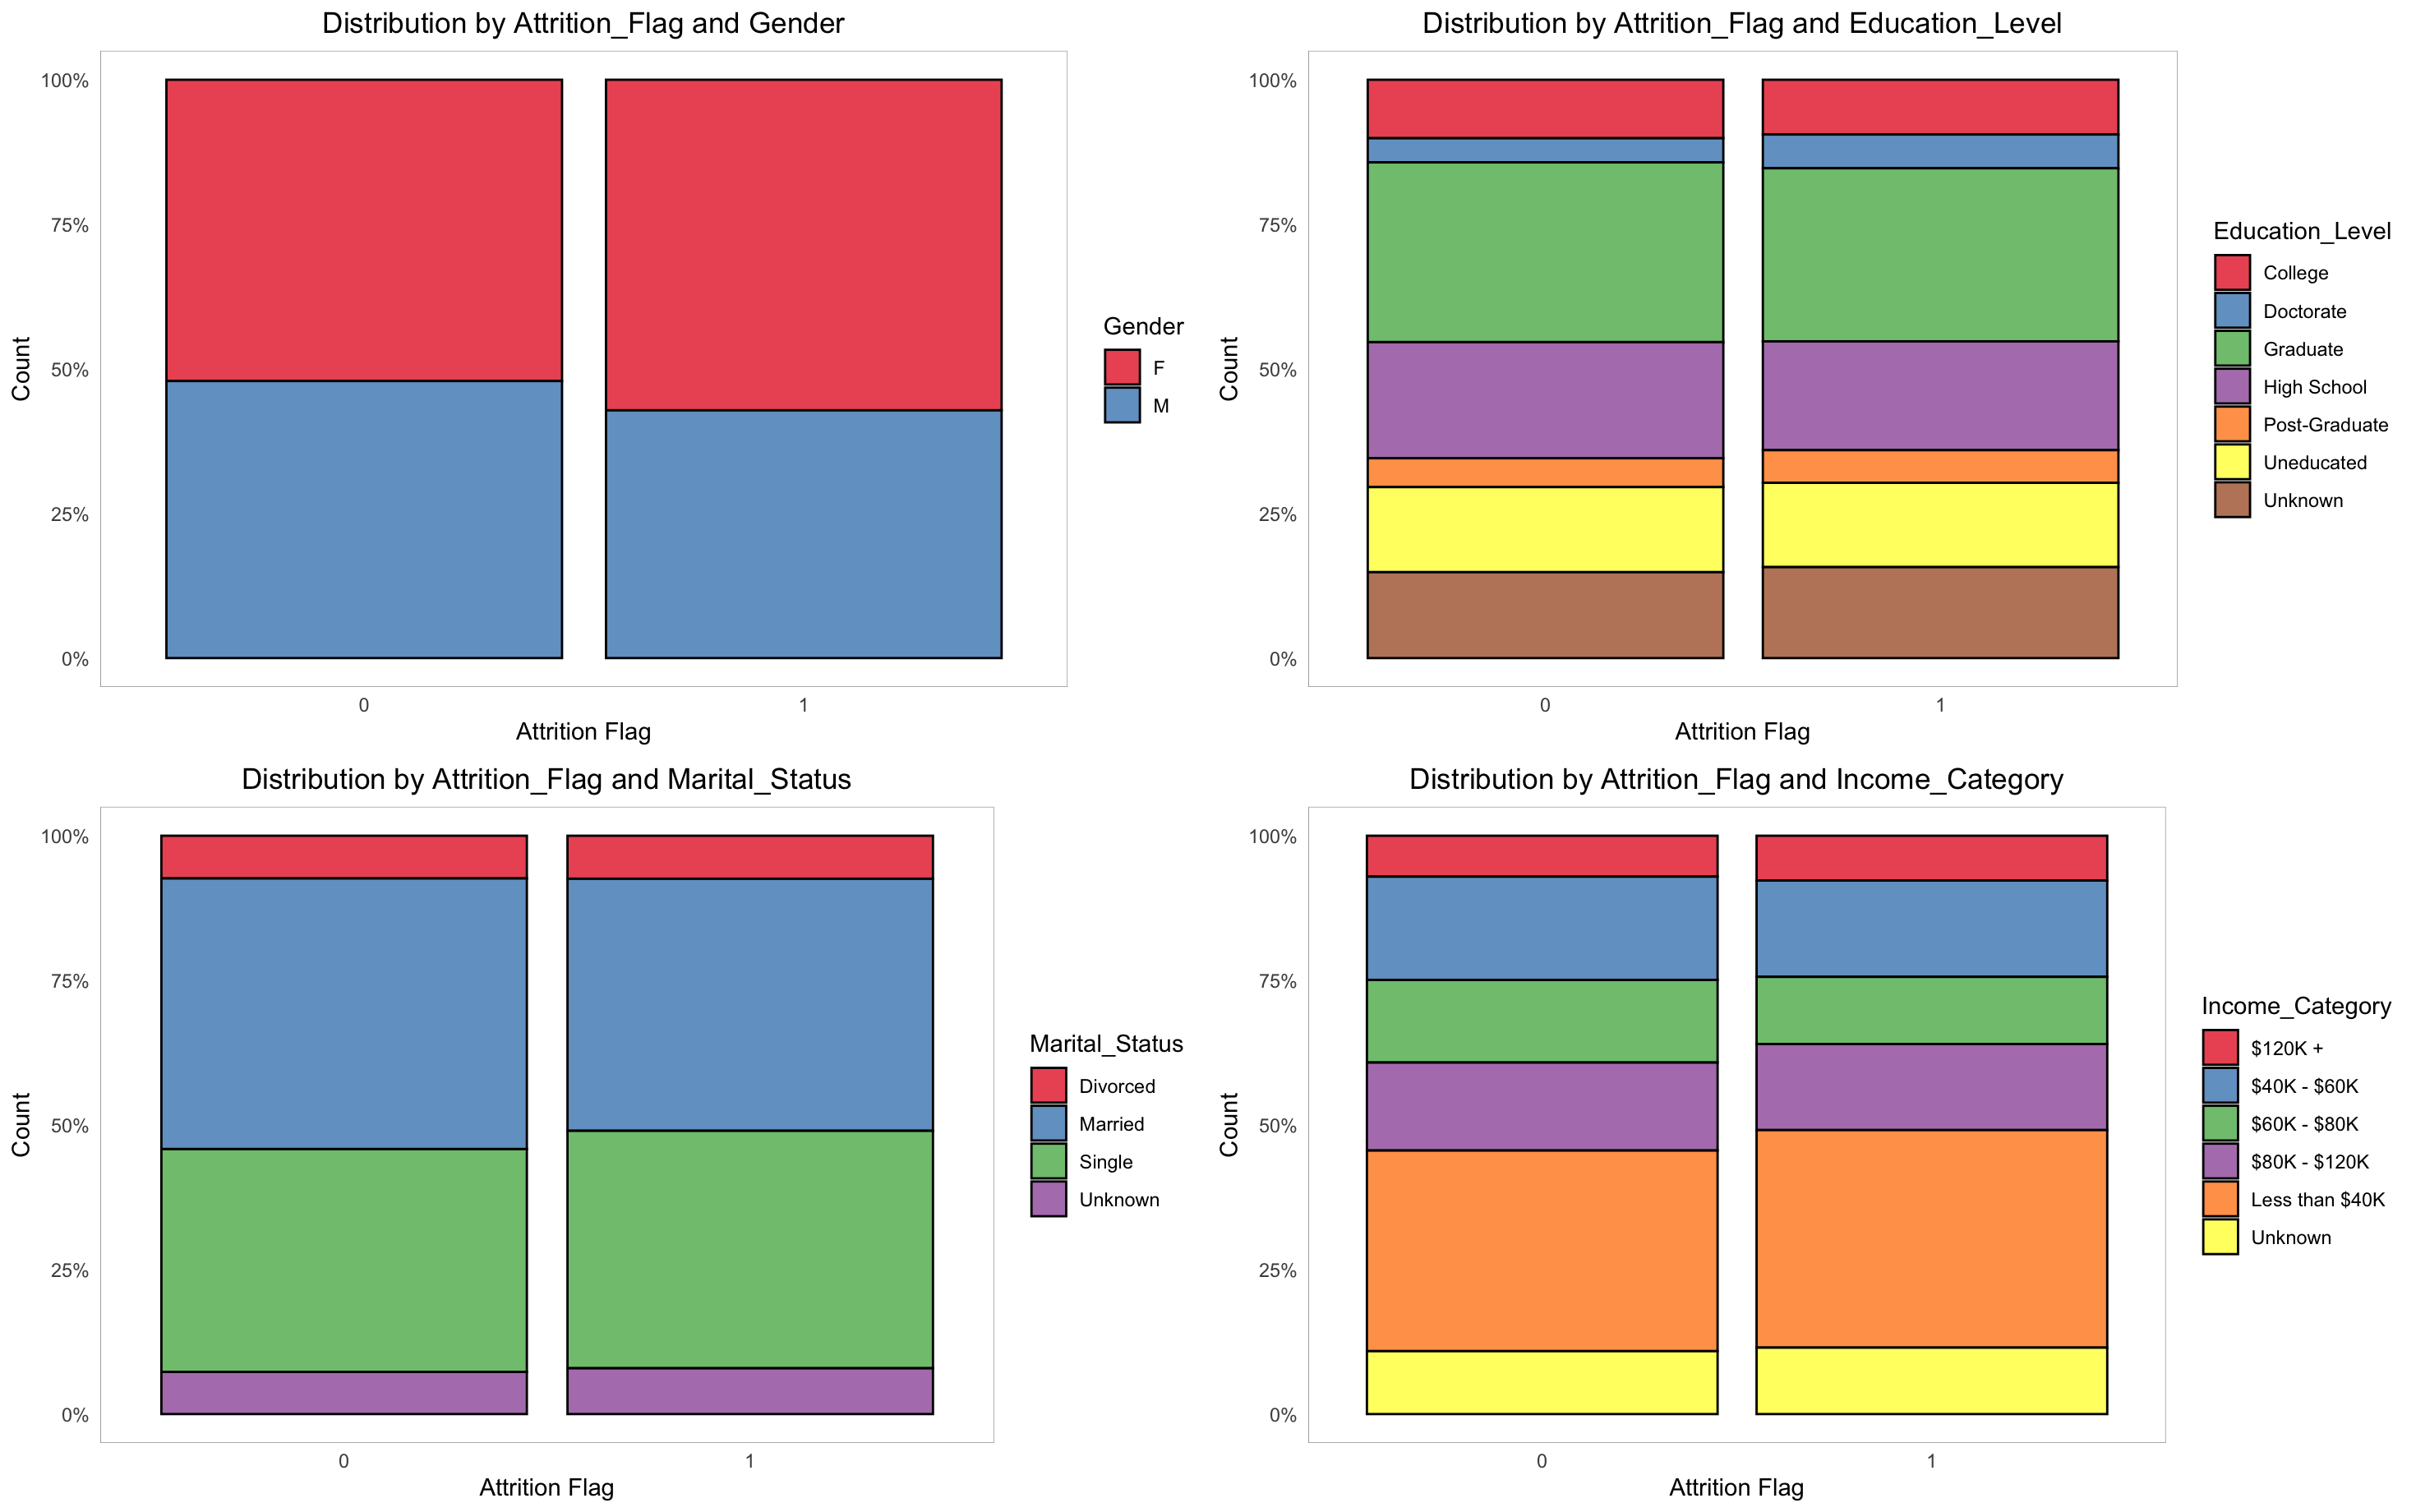 Distribution by Attrition_Flag and Gender
100%
75%
50%
25%
0%
Count
0 1
Attrition Flag
Gender
F
M
Distribution by Attrition_Flag and Education_Level
100%
75%
50%
25%
0%
Count
0 1
Attrition Flag
Education_Level
College
Doctorate
Graduate
High School
Post-Graduate
Uneducated
Unknown
Distribution by Attrition_Flag and Marital_Status
100%
75%
50%
25%
0%
Count
0 1
Attrition Flag
Marital_Status
Divorced
Married
Single
Unknown
Distribution by Attrition_Flag and Income_Category
100%
75%
50%
25%
0%
Count
0 1
Attrition Flag
Income_Category
$120K +
$40K - $60K
$60K - $80K
$80K - $120K
Less than $40K
Unknown